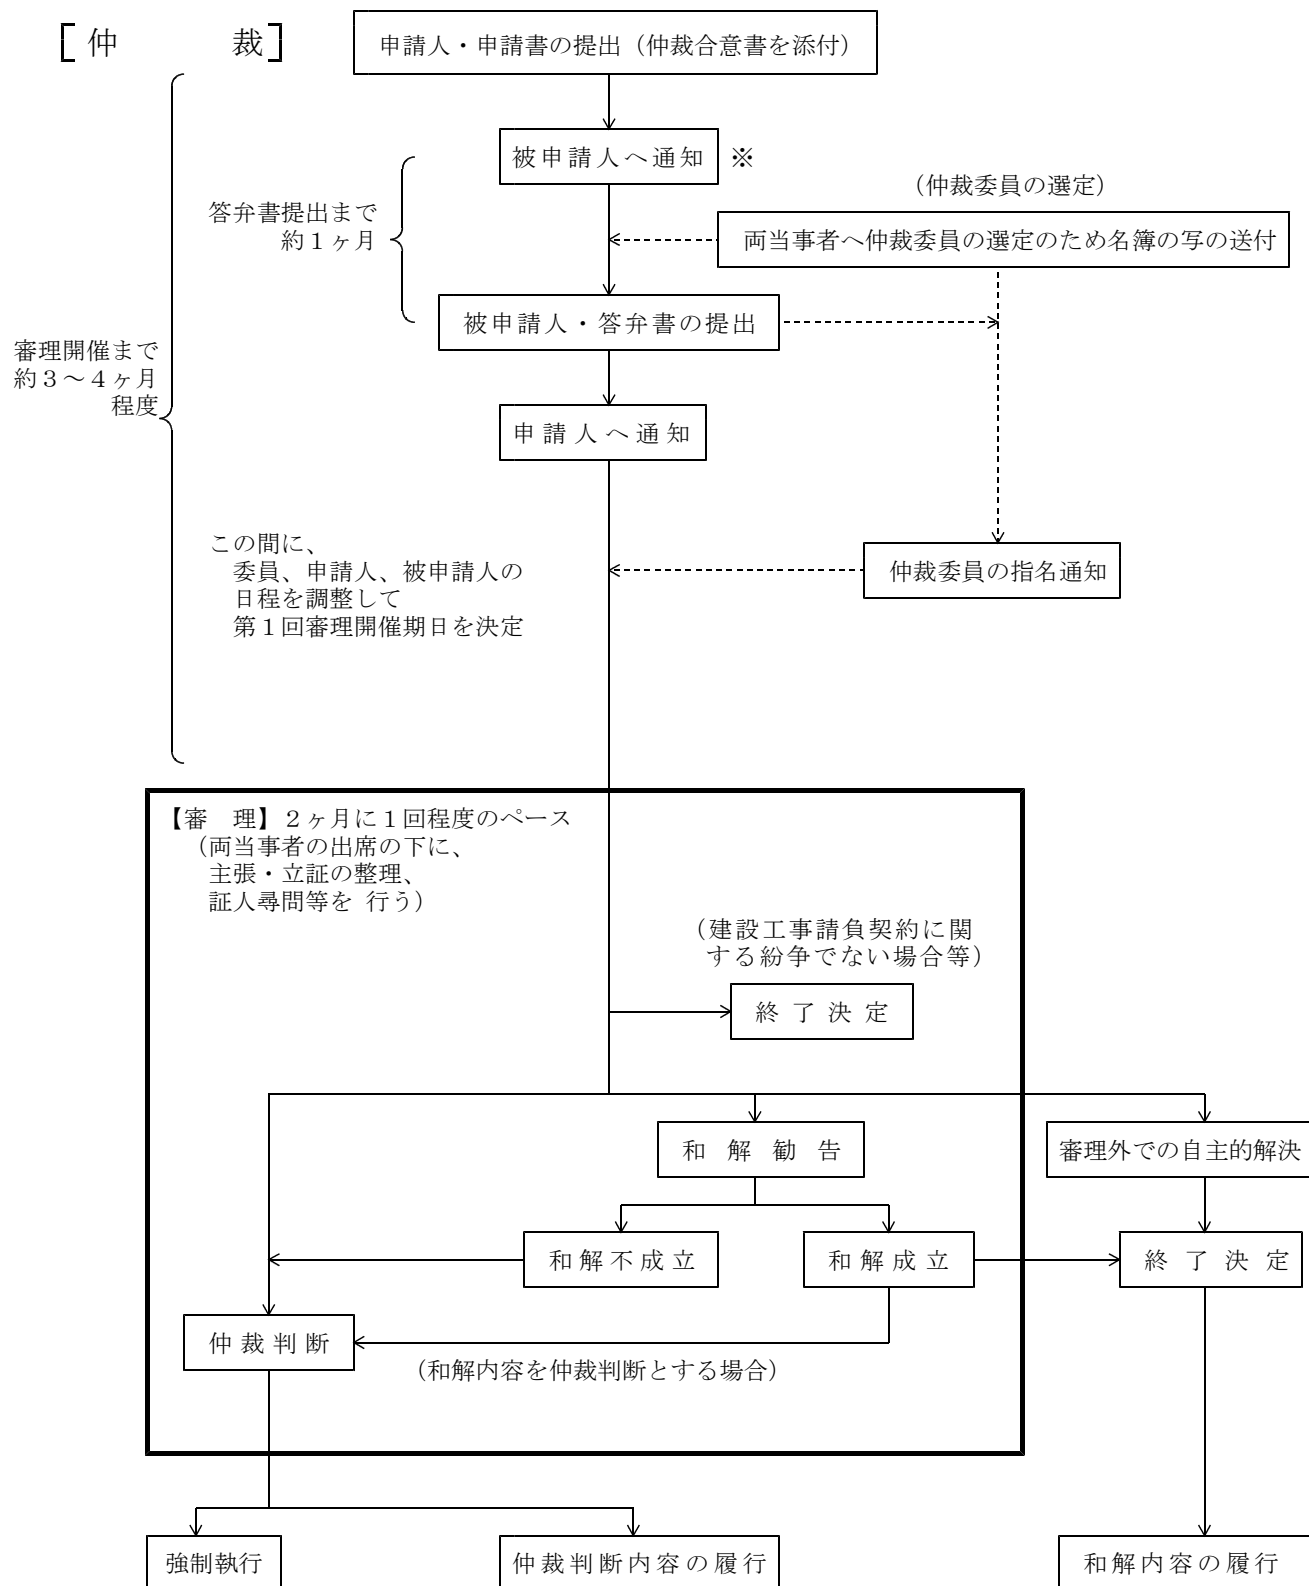 ［仲　　裁］
申請人・申請書の提出（仲裁合意書を添付）
被申請人へ通知 ※
（仲裁委員の選定）
答弁書提出まで
約１ヶ月
両当事者へ仲裁委員の選定のため名簿の写の送付
被申請人・答弁書の提出
審理開催まで
約３～４ヶ月
程度
申請人へ通知
この間に、
委員、申請人、被申請人の
日程を調整して
第１回審理開催期日を決定
仲裁委員の指名通知
【審　理】２ヶ月に１回程度のペース
（両当事者の出席の下に、
主張・立証の整理、
証人尋問等を 行う）
（建設工事請負契約に関
する紛争でない場合等）
終了決定
和解勧告
審理外での自主的解決
和解不成立
和解成立
終了決定
仲裁判断
（和解内容を仲裁判断とする場合）
強制執行
仲裁判断内容の履行
和解内容の履行